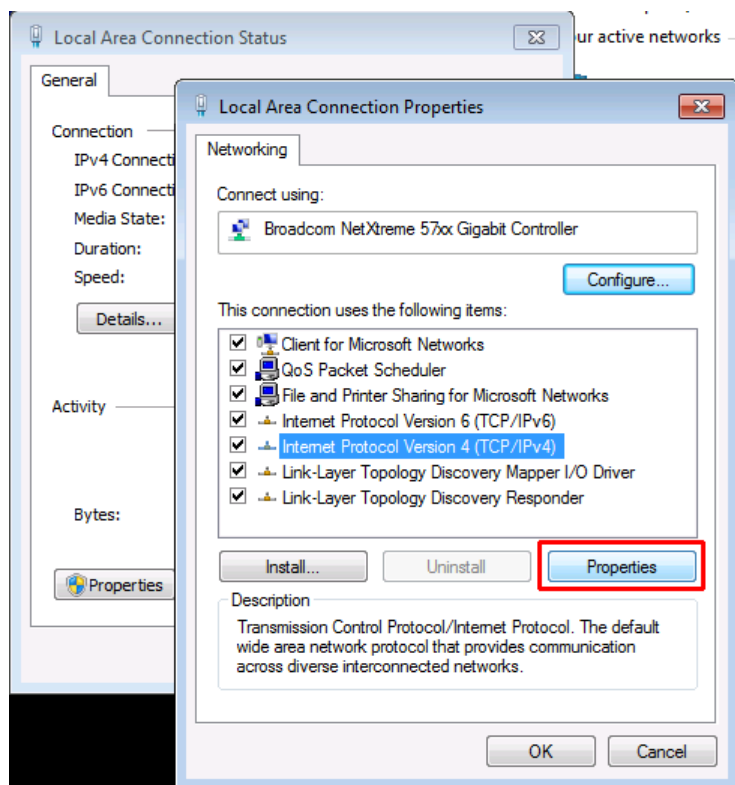 Local Area Connection Status
ur active networks
General
Connection
IPv4 Connecti
IPv6 Connecti
Media State:
Duration:
Speed:
Details...
Activity
Bytes:
Properties
Local Area Connection Properties
Networking
Connect using:
Broadcom NetXtreme 57xx Gigabit Controller
Configure...
This connection uses the following items:
Client for Microsoft Networks
QoS Packet Scheduler
File and Printer Sharing for Microsoft Networks
Internet Protocol Version 6 (TCP/IPv6)
Internet Protocol Version 4 (TCP/IPv4)
Link-Layer Topology Discovery Mapper I/O Driver
Link-Layer Topology Discovery Responder
Install...
Uninstall
Properties
Description
Transmission Control Protocol/Internet Protocol. The default
wide area network protocol that provides communication
across diverse interconnected networks.
OK
Cancel